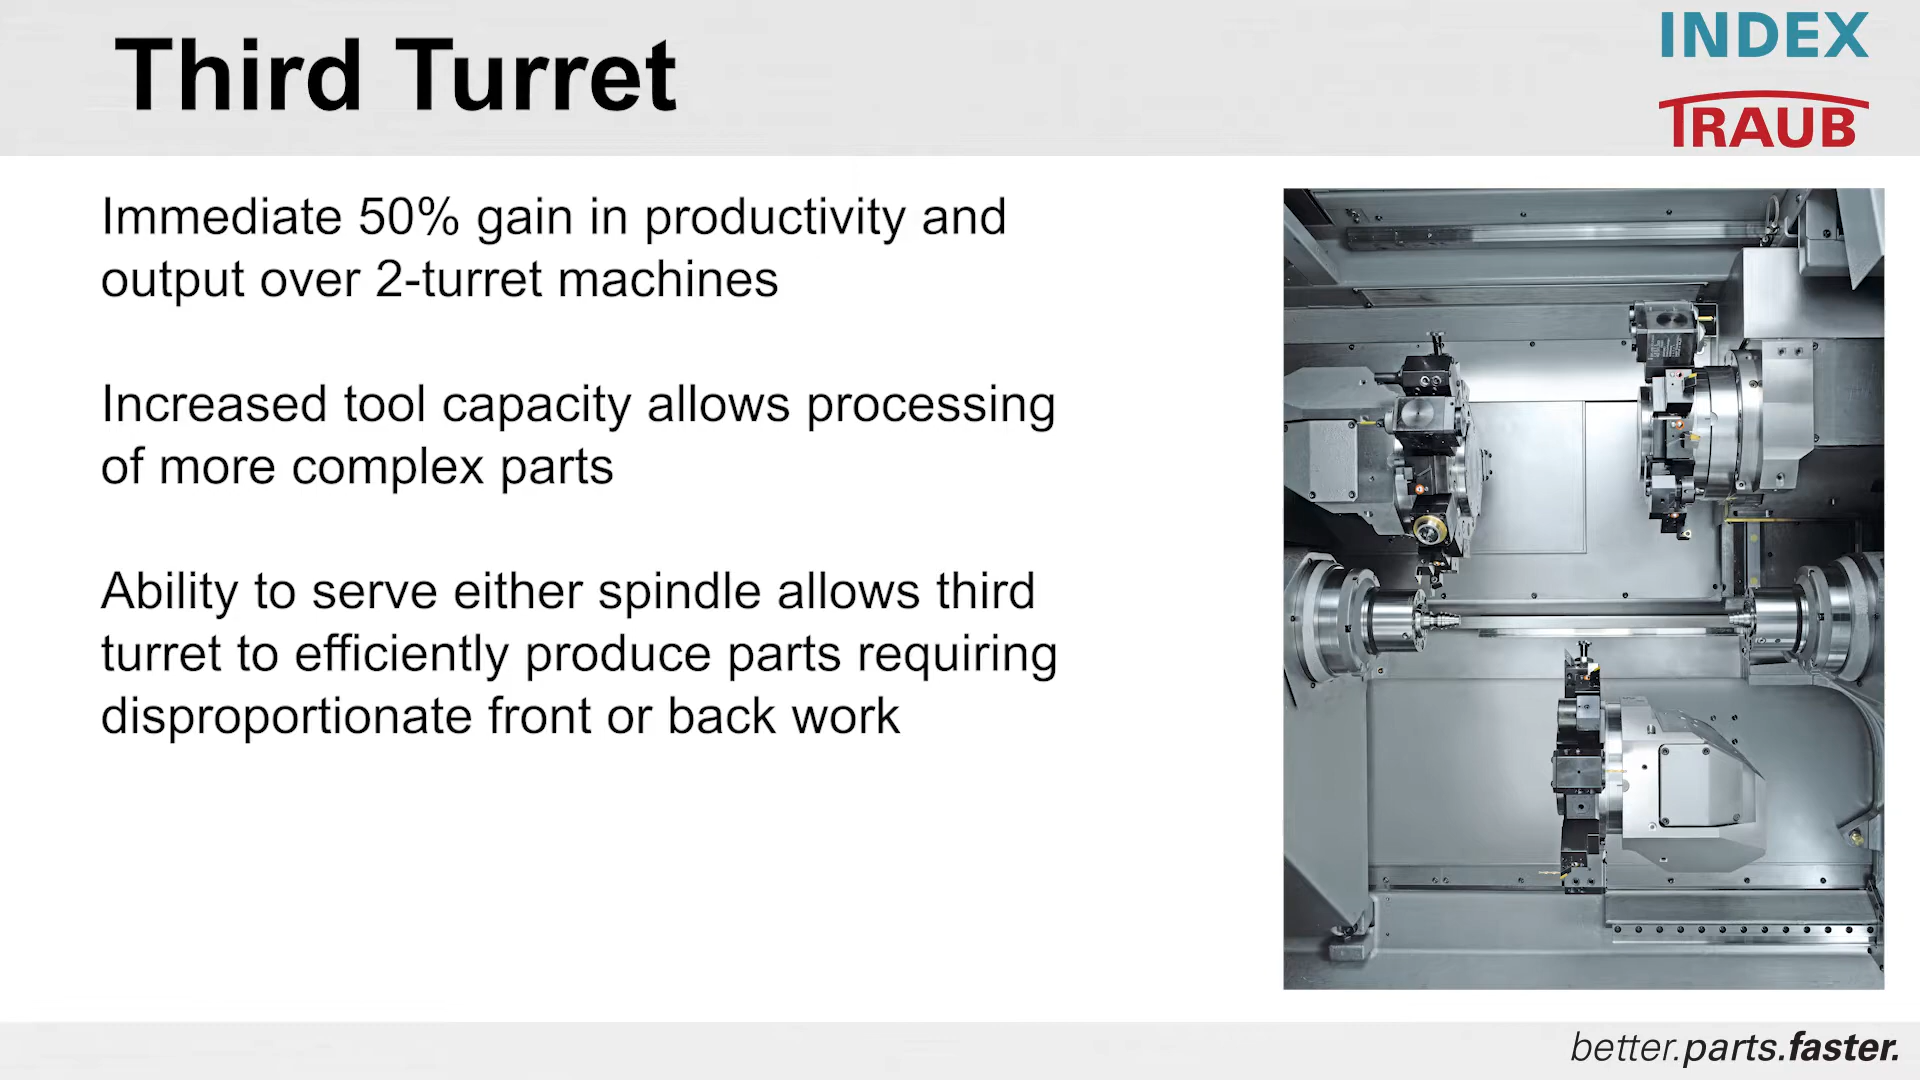 Third Turret
INDEX
TRAUB
Immediate 50% gain in productivity and
output over 2-turret machines
Increased tool capacity allows processing
of more complex parts
Ability to serve either spindle allows third
turret to efficiently produce parts requiring
disproportionate front or back work
better.parts.faster.